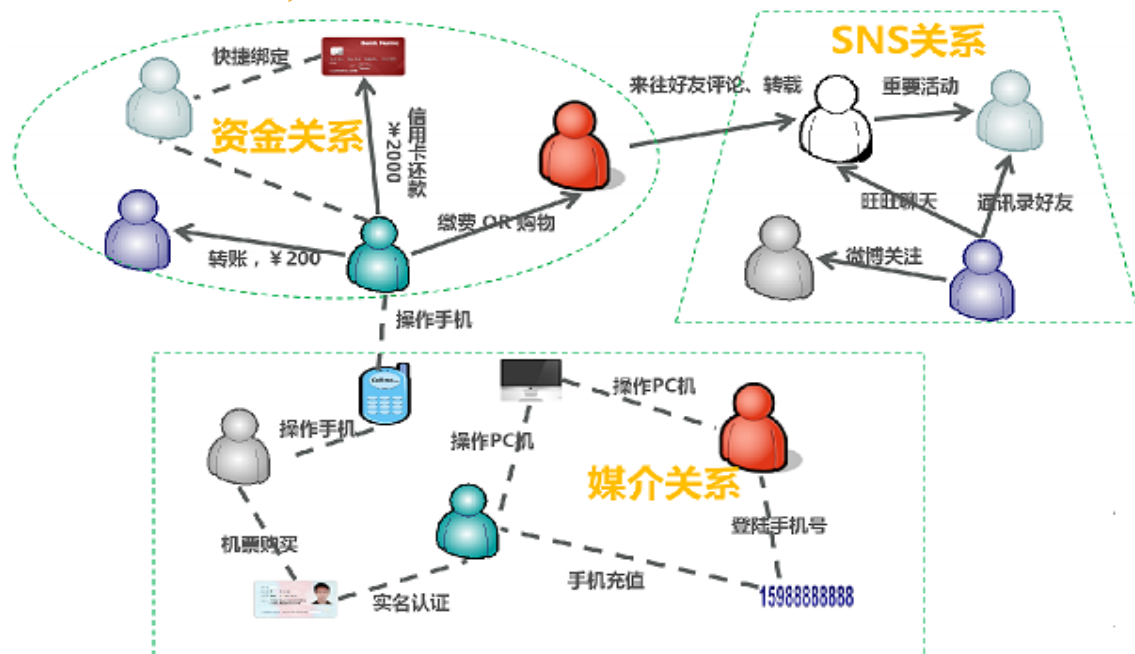 SNS关系
快捷绑定
Bank Name
来往好友评论、转载
重要活动
资金关系
信用卡还款
￥2000
旺旺聊天
通讯录好友
缴费 OR 购物
转账，￥200
微博关注
操作手机
操作PC机
操作手机
操作PC机
媒介关系
登陆手机号
机票购买
手机充值
实名认证
15988888888